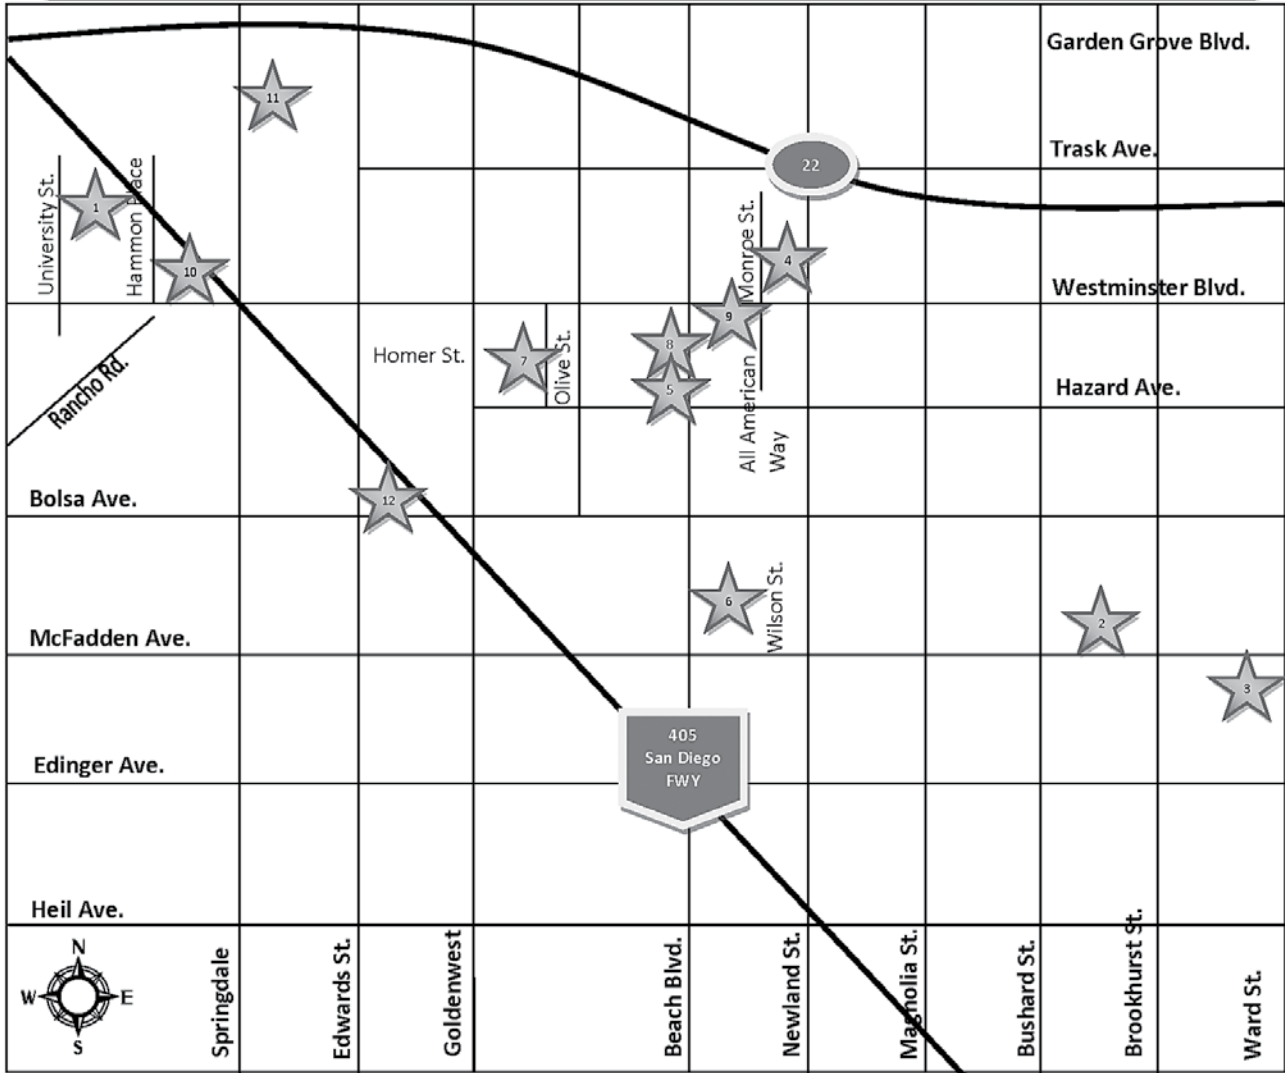 Garden Grove Blvd.
11
Trask Ave.
22
University St.
1
Hammon Place
10
Monroe St.
4
Westminster Blvd.
9
Homer St.
7
Olive St.
8
5
Hazard Ave.
Rancho Rd.
All American
Way
Bolsa Ave.
12
6
Wilson St.
2
McFadden Ave.
3
405
San Diego
FWY
Edinger Ave.
Heil Ave.
N
W
E
S
Springdale
Edwards St.
Goldenwest
Beach Blvd.
Newland St.
Magnolia St.
Bushard St.
Brookhurst St.
Ward St.